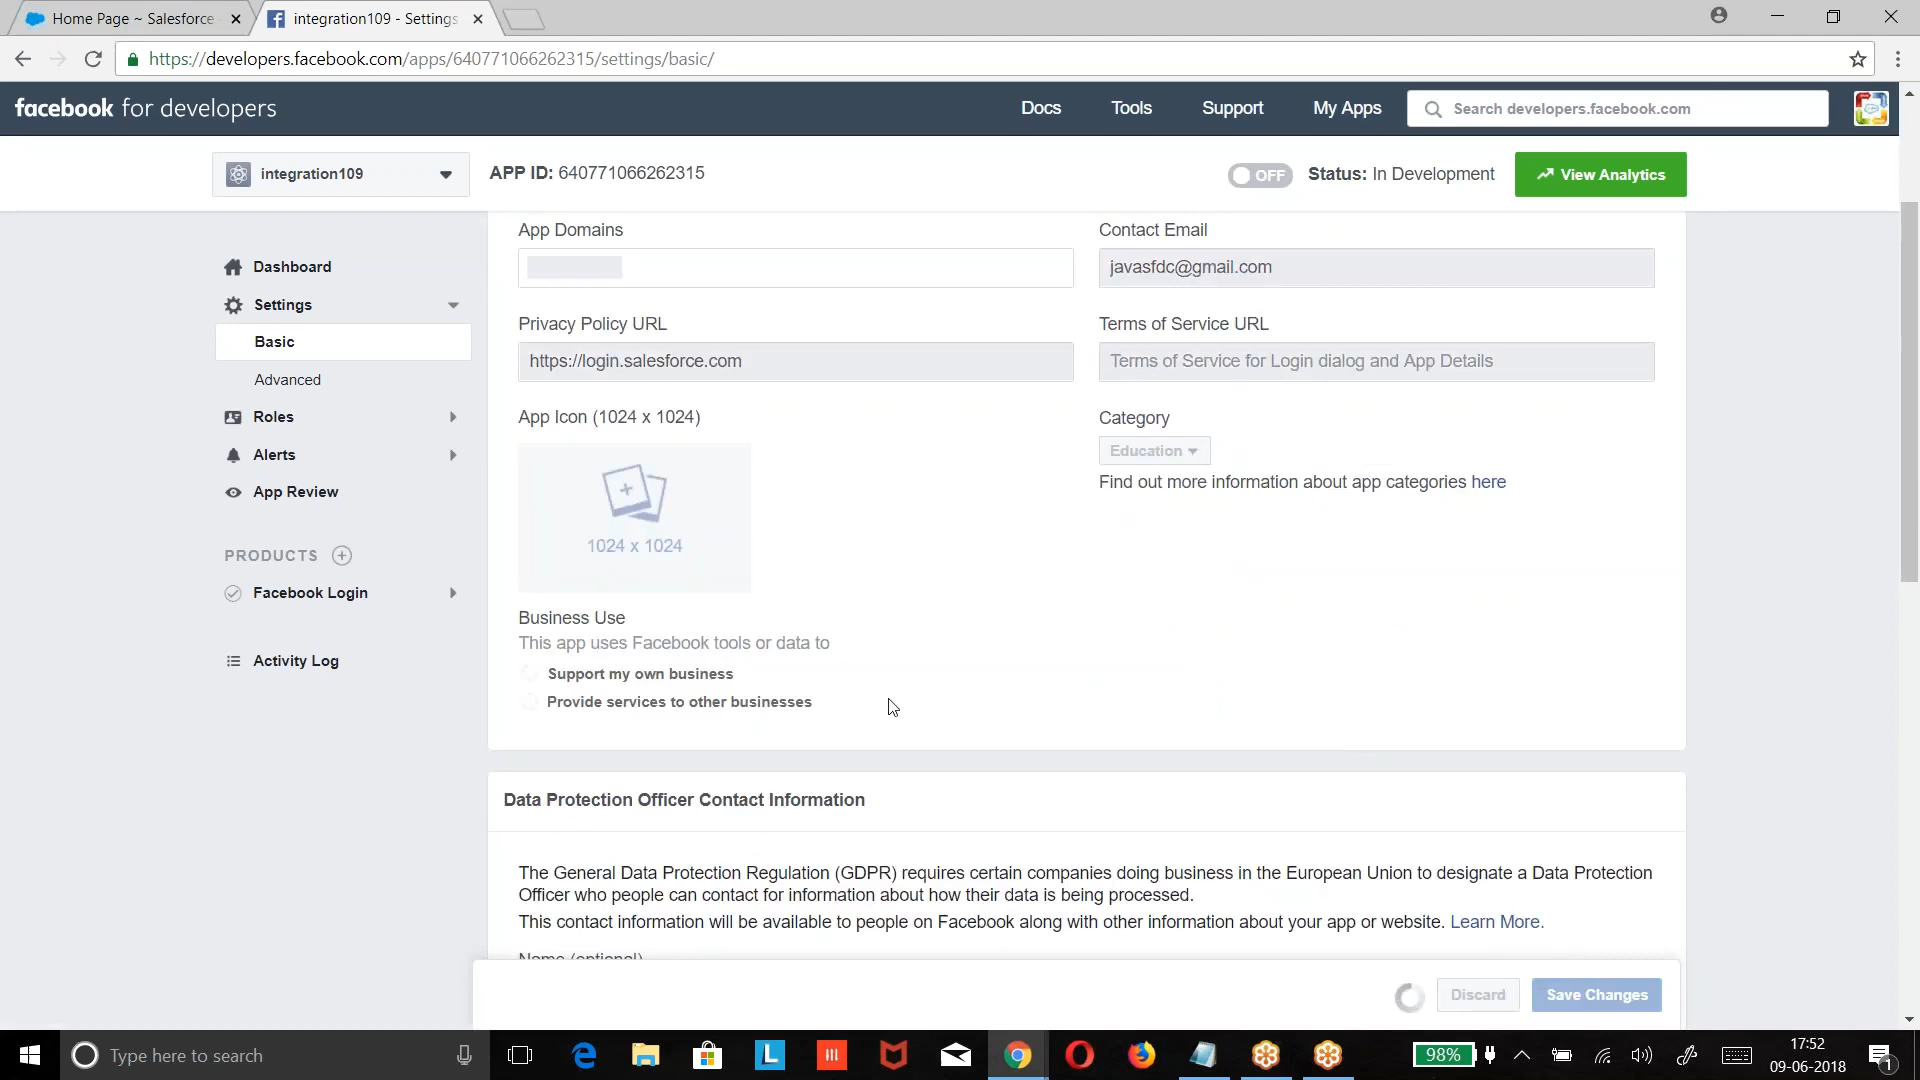 Home Page ~ Salesforce
integration109 - Settings
https://developers.facebook.com/apps/640771066262315/settings/basic/
facebook for developers
Docs
Tools
Support
My Apps
Search developers.facebook.com
integration109
APP ID: 640771066262315
OFF
Status: In Development
View Analytics
Dashboard
Settings
Basic
Advanced
Roles
Alerts
App Review
PRODUCTS
Facebook Login
Activity Log
App Domains
Contact Email
javasfdc@gmail.com
Privacy Policy URL
Terms of Service URL
https://login.salesforce.com
Terms of Service for Login dialog and App Details
App Icon (1024 x 1024)
Category
Education
Find out more information about app categories here
1024 x 1024
Business Use
This app uses Facebook tools or data to
Support my own business
Provide services to other businesses
Data Protection Officer Contact Information
The General Data Protection Regulation (GDPR) requires certain companies doing business in the European Union to designate a Data Protection
Officer who people can contact for information about how their data is being processed.
This contact information will be available to people on Facebook along with other information about your app or website. Learn More.
Name (optional)
Discard
Save Changes
Type here to search
98%
17:52
09-06-2018
1